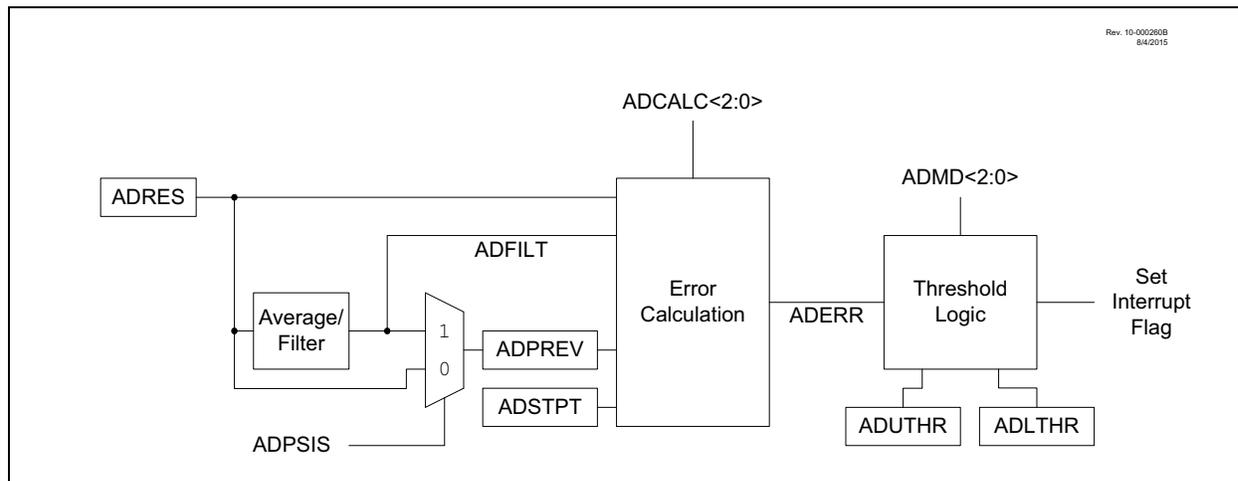 Rev. 10-000260B
8/4/2015
ADCALC<2:0>
ADMD<2:0>
ADRES
ADFILT
Average/
Filter
1
0
ADPREV
ADSTPT
ADPSIS
Error
Calculation
ADERR
Threshold
Logic
Set
Interrupt
Flag
ADUTHR
ADLTHR